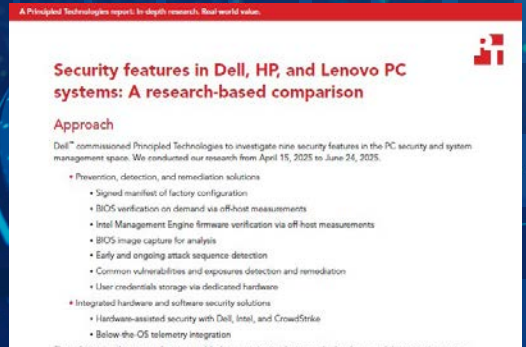 A Principled Technologies report: In-depth research. Real-world value.
PT
Security features in Dell, HP, and Lenovo PC
systems: A research-based comparison
Approach
Dell™ commissioned Principled Technologies to investigate nine security features in the PC security and system
management space. We conducted our research from April 15, 2025 to June 24, 2025.
• Prevention, detection, and remediation solutions
• Signed manifest of factory configuration
• BIOS verification on demand via off-host measurements
• Intel Management Engine firmware verification via off-host measurements
• BIOS image capture for analysis
• Early and ongoing attack sequence detection
• Common vulnerabilities and exposures detection and remediation
• User credentials storage via dedicated hardware
• Integrated hardware and software security solutions
• Hardware-assisted security with Dell, Intel, and CrowdStrike
• Below-the-OS telemetry integration